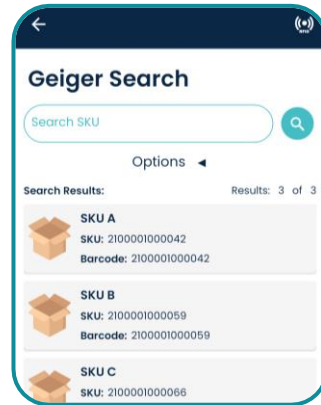 Geiger Search
Search SKU
Options ◄
Search Results: Results: 3 of 3
SKU A
SKU: 2100001000042
Barcode: 2100001000042
SKU B
SKU: 2100001000059
Barcode: 2100001000059
SKU C
SKU: 2100001000066